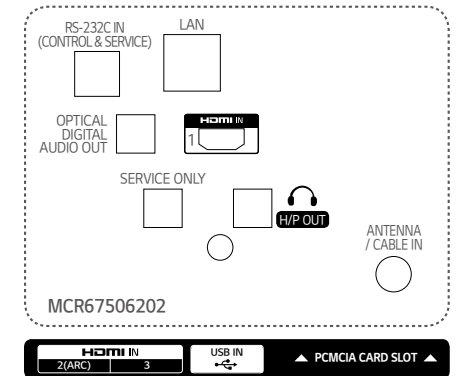 RS-232C IN
(CONTROL & SERVICE)
LAN
OPTICAL
DIGITAL
AUDIO OUT
HDMI IN
1
SERVICE ONLY
H/P OUT
ANTENNA
/ CABLE IN
MCR67506202
HDMI IN
2(ARC) 3
USB IN
PCMCIA CARD SLOT